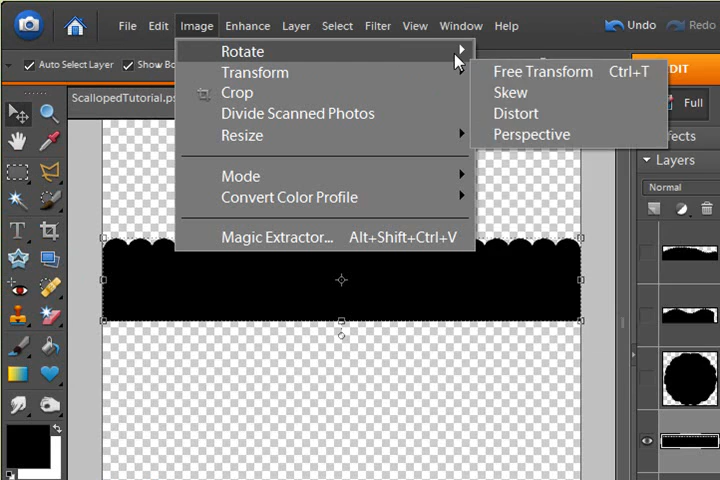 File Edit Image Enhance Layer Select Filter View Window Help Undo Redo
Auto Select Layer Show Bo
ScallopedTutorial.ps
Rotate
Transform
Crop
Divide Scanned Photos
Resize
Mode
Convert Color Profile
Magic Extractor... Alt+Shift+Ctrl+V
Free Transform Ctrl+T
Skew
Distort
Perspective
DIT
Full
fects
Layers
Normal